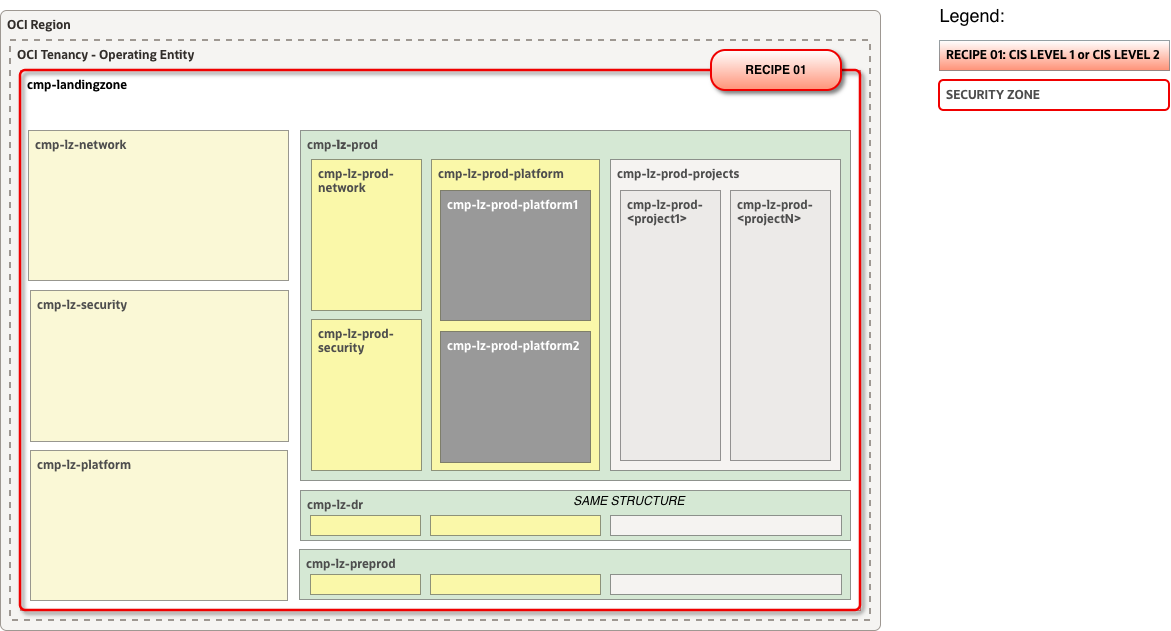 OCI Region
OCI Tenancy - Operating Entity
RECIPE 01
cmp-landingzone
cmp-lz-network
cmp-lz-security
cmp-lz-platform
cmp-lz-prod
cmp-lz-prod-
network
cmp-lz-prod-
security
cmp-lz-prod-platform
cmp-lz-prod-platform1
cmp-lz-prod-platform2
cmp-lz-prod-projects
cmp-lz-prod-
<project1>
cmp-lz-prod-
<projectN>
cmp-lz-dr
SAME STRUCTURE
cmp-lz-preprod
Legend:
RECIPE 01: CIS LEVEL 1 or CIS LEVEL 2
SECURITY ZONE